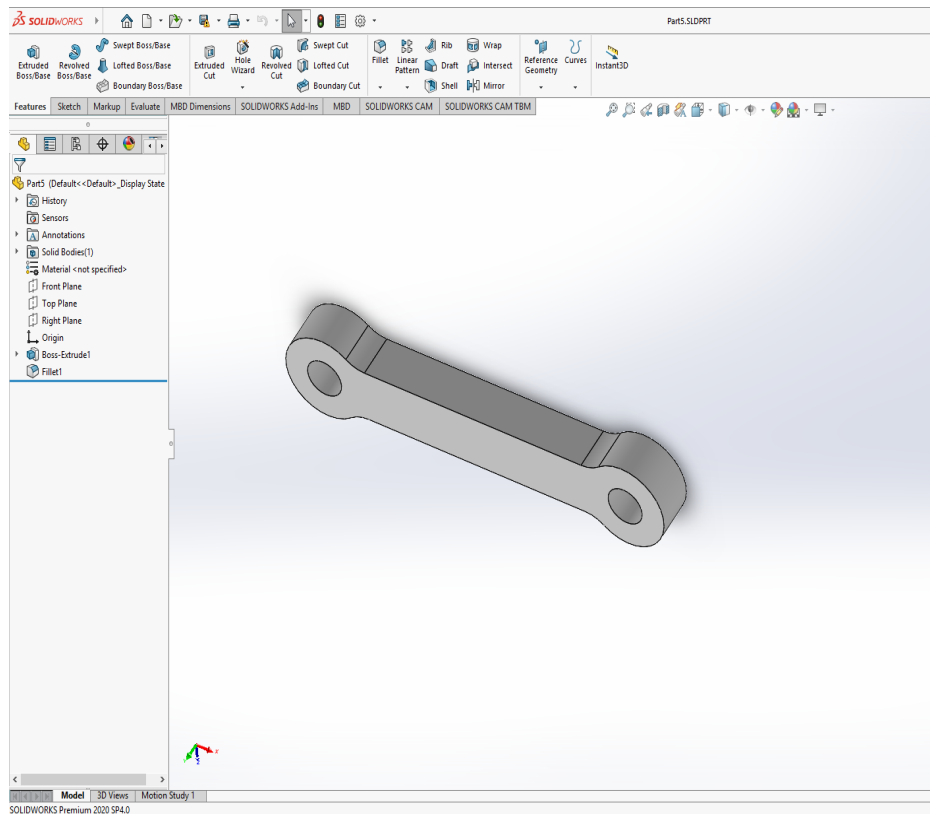 SOLIDWORKS
Part5.SLDPRT
Extruded Boss/Base
Revolved Boss/Base
Swept Boss/Base
Lofted Boss/Base
Boundary Boss/Base
Extruded Cut
Hole Wizard
Revolved Cut
Swept Cut
Lofted Cut
Boundary Cut
Fillet
Linear Pattern
Rib
Draft
Shell
Wrap
Intersect
Mirror
Reference Geometry
Curves
Instant3D
Features Sketch Markup Evaluate MBD Dimensions SOLIDWORKS Add-Ins MBD SOLIDWORKS CAM SOLIDWORKS CAM TBM
Part5 (Default<<Default>_Display State
History
Sensors
Annotations
Solid Bodies(1)
Material <not specified>
Front Plane
Top Plane
Right Plane
Origin
Boss-Extrude1
Fillet1
Model 3D Views Motion Study 1
SOLIDWORKS Premium 2020 SP4.0